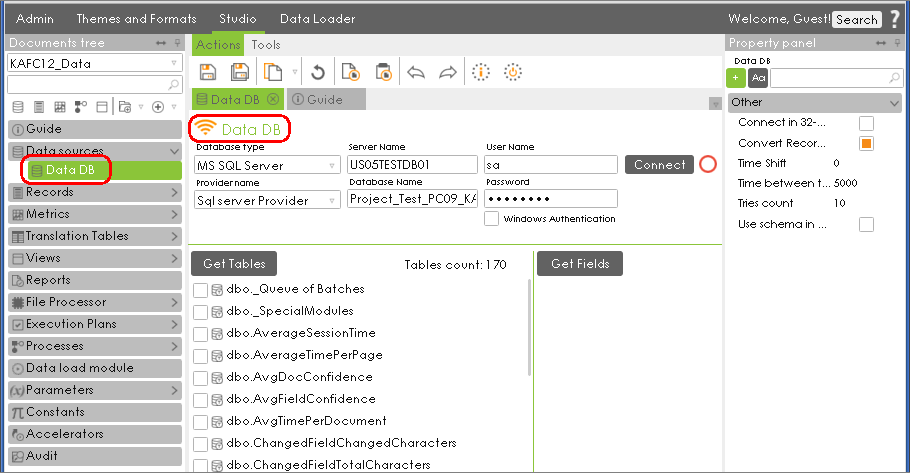 Admin Themes and Formats Studio Data Loader Welcome, Guest! Search ?
Documents tree
KAFC12_Data
Guide
Data sources
Data DB
Records
Metrics
Translation Tables
Views
Reports
File Processor
Execution Plans
Processes
Data load module
Parameters
Constants
Accelerators
Audit
Actions Tools
Data DB Guide
Data DB
Database type Server Name User Name
MS SQL Server US05TESTDB01 sa Connect
Provider name Database Name Password
Sql server Provider Project_Test_PC09_KA ••••••••
Windows Authentication
Get Tables Tables count: 170 Get Fields
dbo._Queue of Batches
dbo._SpecialModules
dbo.AverageSessionTime
dbo.AverageTimePerPage
dbo.AvgDocConfidence
dbo.AvgFieldConfidence
dbo.AvgTimePerDocument
dbo.ChangedFieldChangedCharacters
dbo.ChangedFieldTotalCharacters
Property panel
Data DB
+ Aa
Other
Connect in 32-...
Convert Recor...
Time Shift 0
Time between t... 5000
Tries count 10
Use schema in ...